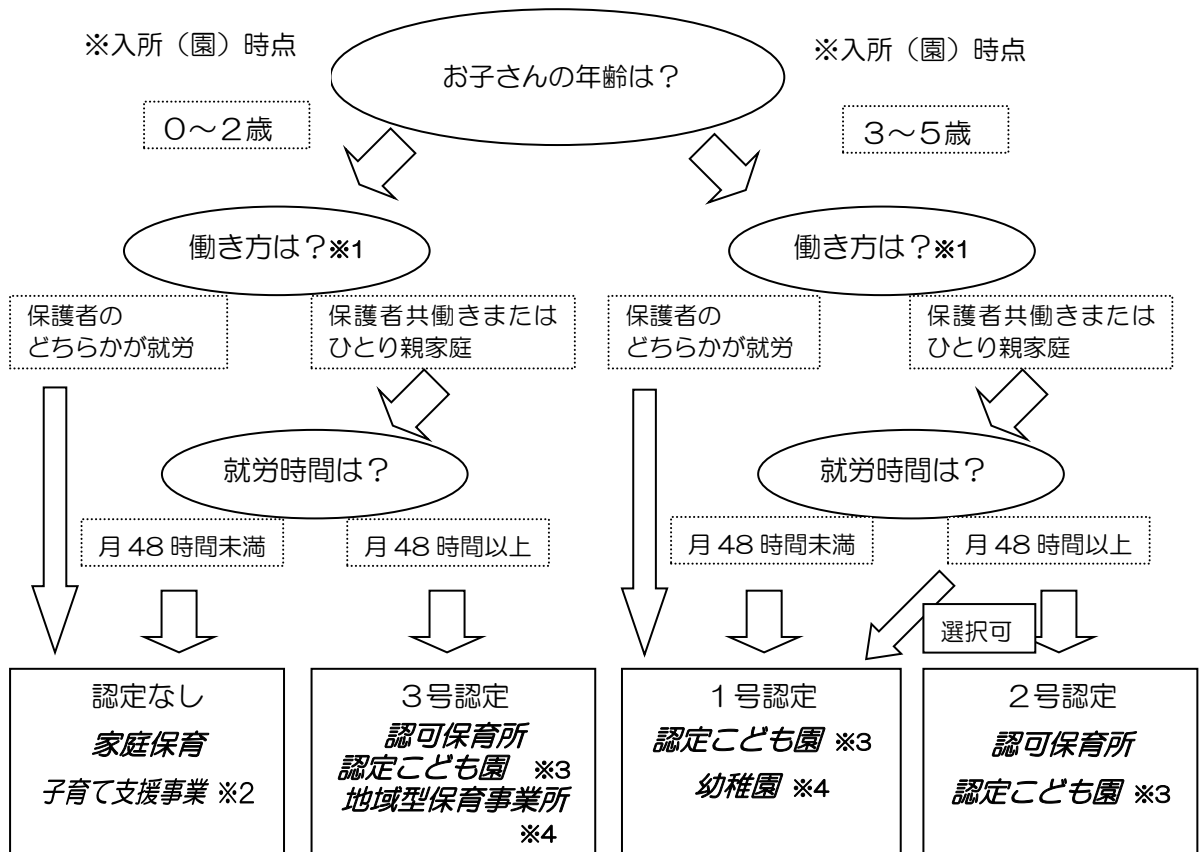 ※入所（園）時点
お子さんの年齢は？
※入所（園）時点
０～２歳
３～５歳
働き方は？※1
働き方は？※1
保護者の
どちらかが就労
保護者共働きまたは
ひとり親家庭
保護者の
どちらかが就労
保護者共働きまたは
ひとり親家庭
就労時間は？
就労時間は？
月48時間未満
月48時間以上
月48時間未満
月48時間以上
選択可
認定なし
家庭保育
子育て支援事業 ※2
３号認定
認可保育所
認定こども園 ※3
地域型保育事業所
※4
１号認定
認定こども園 ※3
幼稚園 ※4
２号認定
認可保育所
認定こども園 ※3